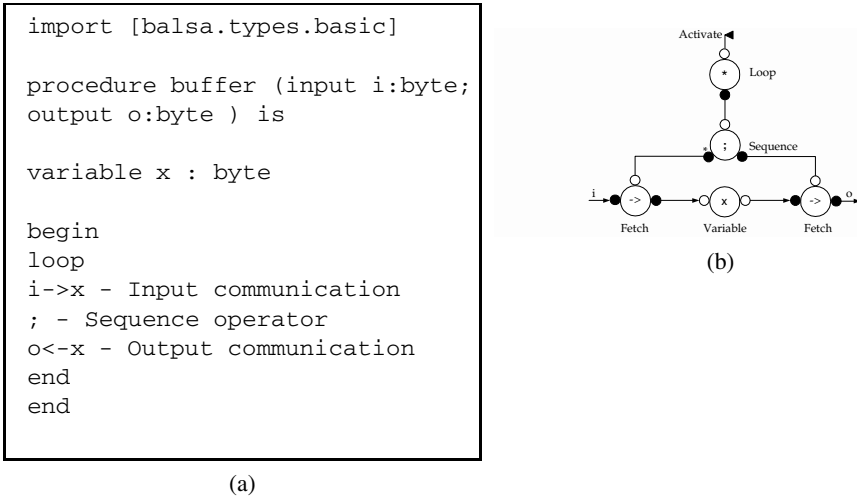 import [balsa.types.basic]
procedure buffer (input i:byte;
output o:byte ) is
variable x : byte
begin
loop
i->x - Input communication
; - Sequence operator
o<-x - Output communication
end
end
(a)
Activate
*
Loop
;
*
Sequence
i
->
x
->
o
Fetch
Variable
Fetch
(b)